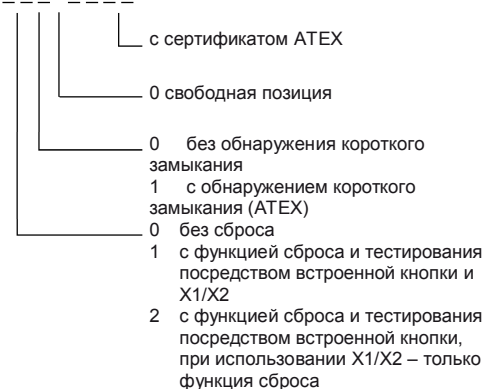 с сертификатом ATEX
0 свободная позиция
0 без обнаружения короткого
замыкания
1 с обнаружением короткого
замыкания (ATEX)
0 без сброса
1 с функцией сброса и тестирования
посредством встроенной кнопки и
X1/X2
2 с функцией сброса и тестирования
посредством встроенной кнопки,
при использовании X1/X2 – только
функция сброса